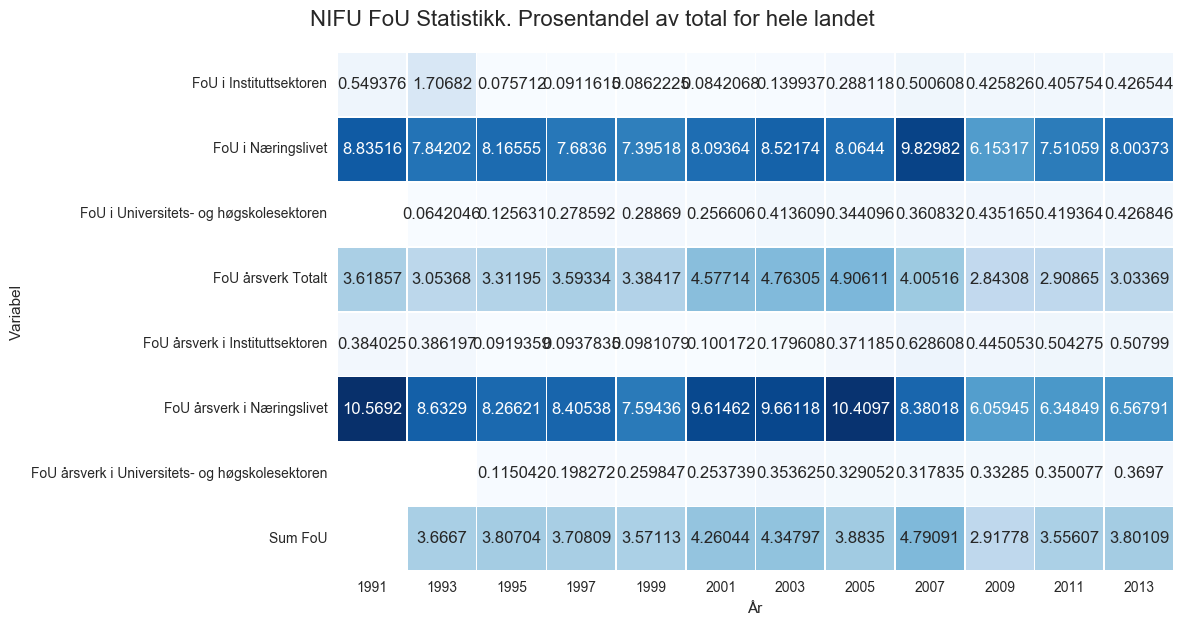 NIFU FoU Statistikk. Prosentandel av total for hele landet
Variabel
FoU i Instituttsektoren 0.549376 1.70682 0.075712 0.0911615 0.0862225 0.0842068 0.139937 0.288118 0.500608 0.425826 0.405754 0.426544
FoU i Næringslivet 8.83516 7.84202 8.16555 7.6836 7.39518 8.09364 8.52174 8.0644 9.82982 6.15317 7.51059 8.00373
FoU i Universitets- og høgskolesektoren 0.0642046 0.125631 0.278592 0.28869 0.256606 0.413609 0.344096 0.360832 0.435165 0.419364 0.426846
FoU årsverk Totalt 3.61857 3.05368 3.31195 3.59334 3.38417 4.57714 4.76305 4.90611 4.00516 2.84308 2.90865 3.03369
FoU årsverk i Instituttsektoren 0.384025 0.386197 0.0919359 0.0937835 0.0981079 0.100172 0.179608 0.371185 0.628608 0.445053 0.504275 0.50799
FoU årsverk i Næringslivet 10.5692 8.6329 8.26621 8.40538 7.59436 9.61462 9.66118 10.4097 8.38018 6.05945 6.34849 6.56791
FoU årsverk i Universitets- og høgskolesektoren 0.115042 0.198272 0.259847 0.253739 0.353625 0.329052 0.317835 0.33285 0.350077 0.3697
Sum FoU 3.6667 3.80704 3.70809 3.57113 4.26044 4.34797 3.8835 4.79091 2.91778 3.55607 3.80109
1991 1993 1995 1997 1999 2001 2003 2005 2007 2009 2011 2013
År